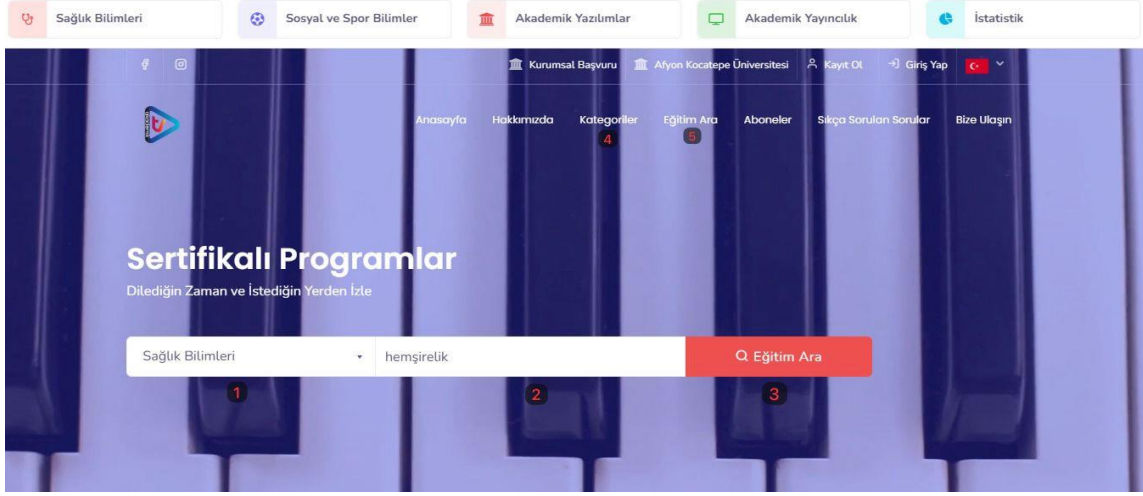 Sağlık Bilimleri
Sosyal ve Spor Bilimler
Akademik Yazılımlar
Akademik Yayıncılık
İstatistik
Kurumsal Başvuru Afyon Kocatepe Üniversitesi Kayıt Ol Giriş Yap
Anasayfa Hakkımızda Kategoriler Eğitim Ara Aboneler Sıkça Sorulan Sorular Bize Ulaşın
4 5
Sertifikalı Programlar
Dilediğin Zaman ve İstediğin Yerden İzle
Sağlık Bilimleri hemşirelik Eğitim Ara
1 2 3